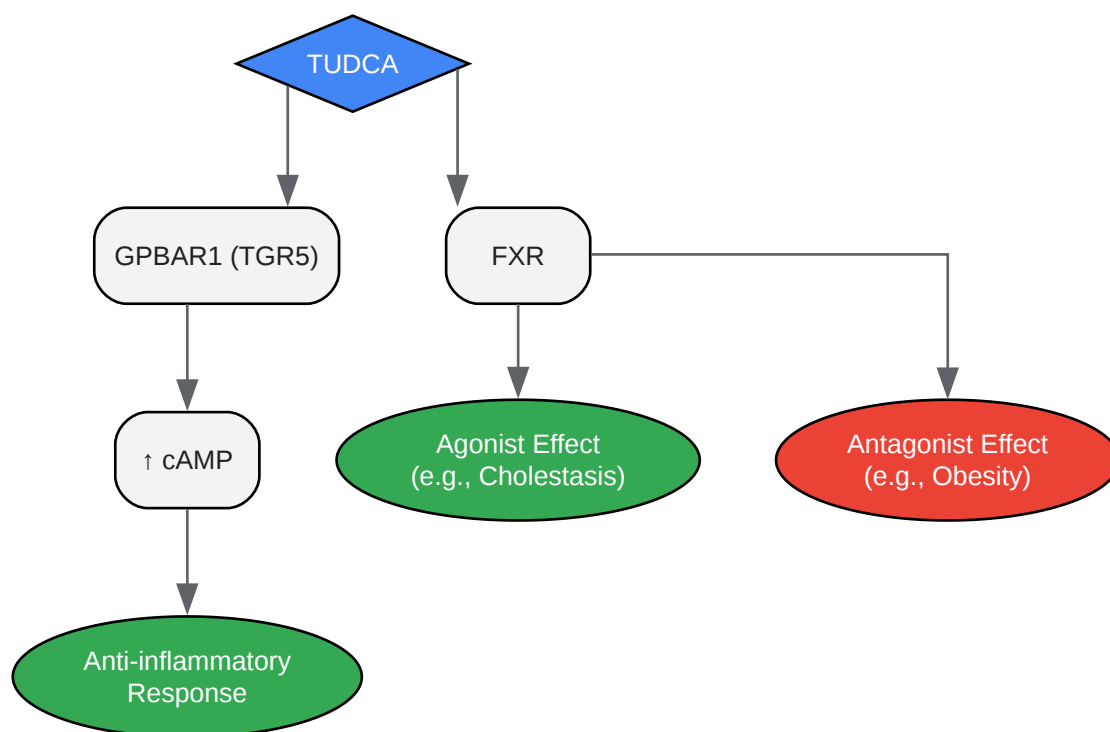 TUDCA
GPBAR1 (TGR5)
FXR
↑ cAMP
Agonist Effect
(e.g., Cholestasis)
Antagonist Effect
(e.g., Obesity)
Anti-inflammatory
Response